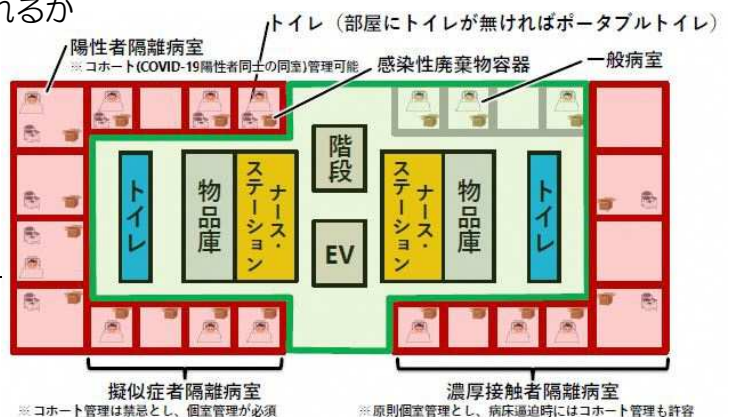 れるか
トイレ（部屋にトイレが無ければポータブルトイレ）
陽性者隔離病室
※コホート(COVID-19陽性者同士の同室)管理可能
感染性廃棄物容器
一般病室
トイレ
物品庫
ナース・
ステーション
階段
EV
ナース・
ステーション
物品庫
トイレ
擬似症者隔離病室
※コホート管理は禁忌とし、個室管理が必須
濃厚接触者隔離病室
※原則個室管理とし、病床逼迫時にはコホート管理も許容